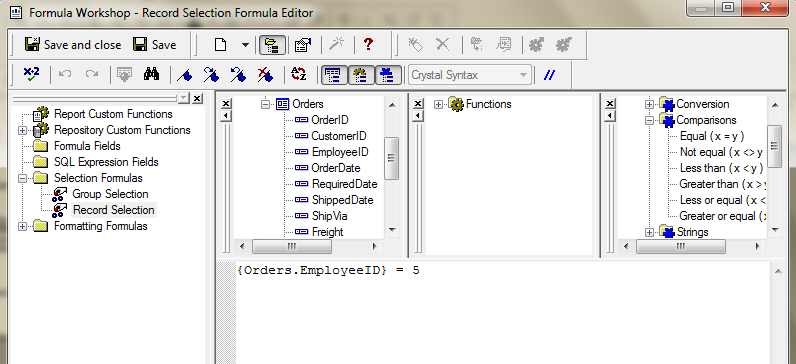 Formula Workshop - Record Selection Formula Editor
Save and close Save
Crystal Syntax
Report Custom Functions
Repository Custom Functions
Formula Fields
SQL Expression Fields
Selection Formulas
Group Selection
Record Selection
Formatting Formulas
Orders
OrderID
CustomerID
EmployeeID
OrderDate
RequiredDate
ShippedDate
ShipVia
Freight
Functions
Conversion
Comparisons
Equal (x = y)
Not equal (x <> y
Less than (x < y)
Greater than (x > y
Less or equal (x <
Greater or equal (x
Strings
{Orders.EmployeeID} = 5